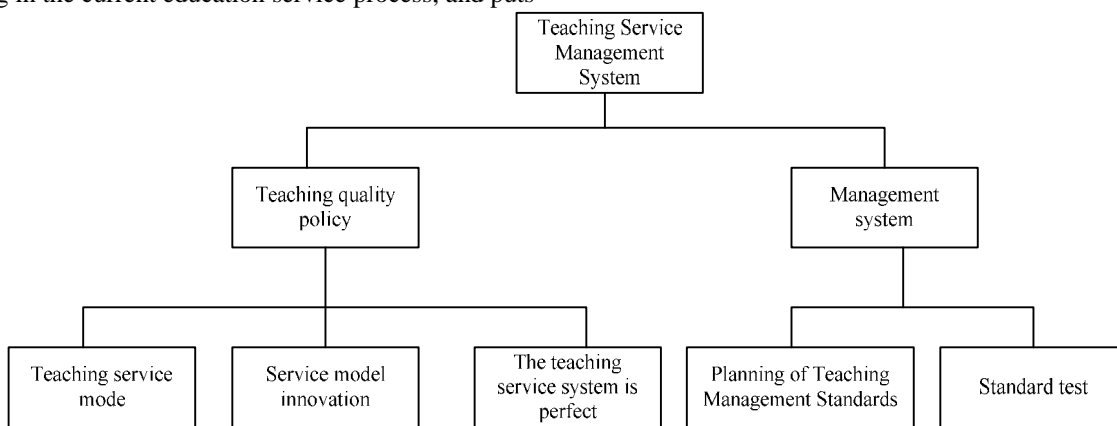 g in the current education service process, and puts
Teaching Service
Management
System
Teaching quality
policy
Management
system
Teaching service
mode
Service model
innovation
The teaching
service system is
perfect
Planning of Teaching
Management Standards
Standard test